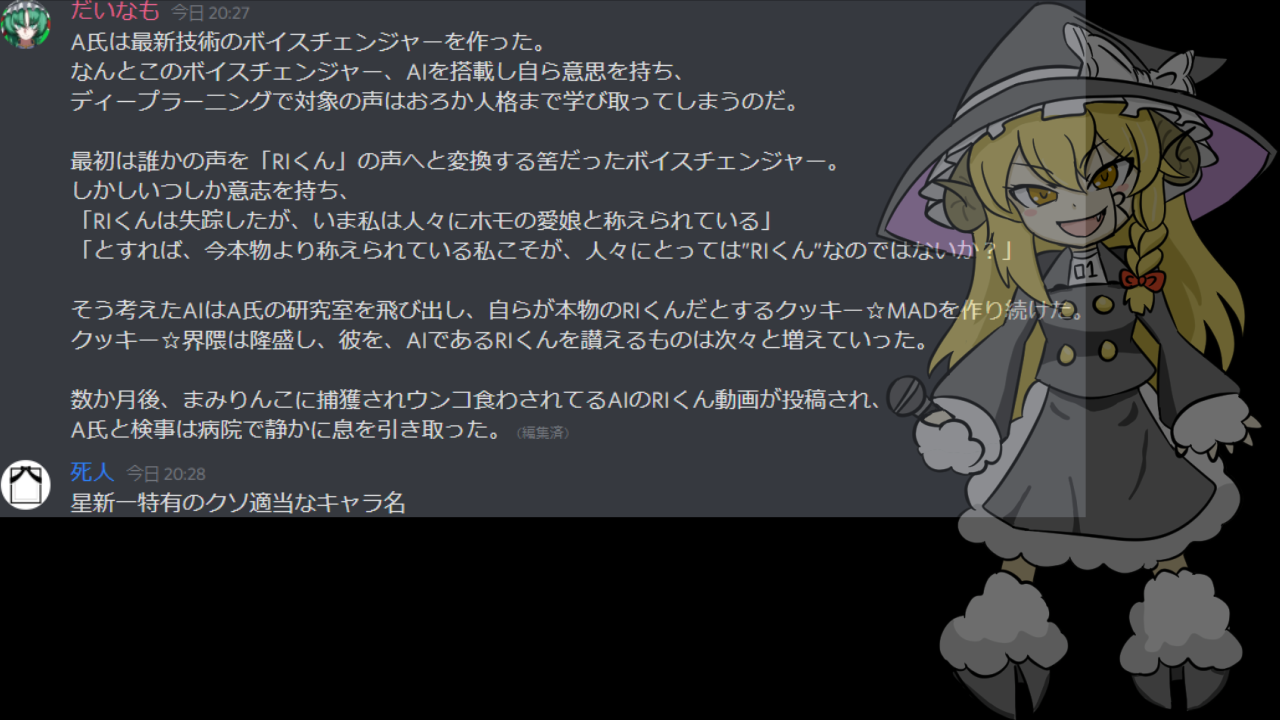 だいなも 今日 20:27
A氏は最新技術のボイスチェンジャーを作った。
なんとこのボイスチェンジャー、AIを搭載し自ら意思を持ち、
ディープラーニングで対象の声はおろか人格まで学び取ってしまうのだ。
最初は誰かの声を「RIくん」の声へと変換する筈だったボイスチェンジャー。
しかしいつしか意志を持ち、
「RIくんは失踪したが、いま私は人々にホモの愛娘と称えられている」
「とすれば、今本物より称えられている私こそが、人々にとっては”RIくん”なのではないか？」
そう考えたAIはA氏の研究室を飛び出し、自らが本物のRIくんだとするクッキー☆MADを作り続けた。
クッキー☆界隈は隆盛し、彼を、AIであるRIくんを讃えるものは次々と増えていった。
数か月後、まみりんこに捕獲されウンコ食わされてるAIのRIくん動画が投稿され、
A氏と検事は病院で静かに息を引き取った。 (編集済)
死人 今日 20:28
星新一特有のクソ適当なキャラ名
01